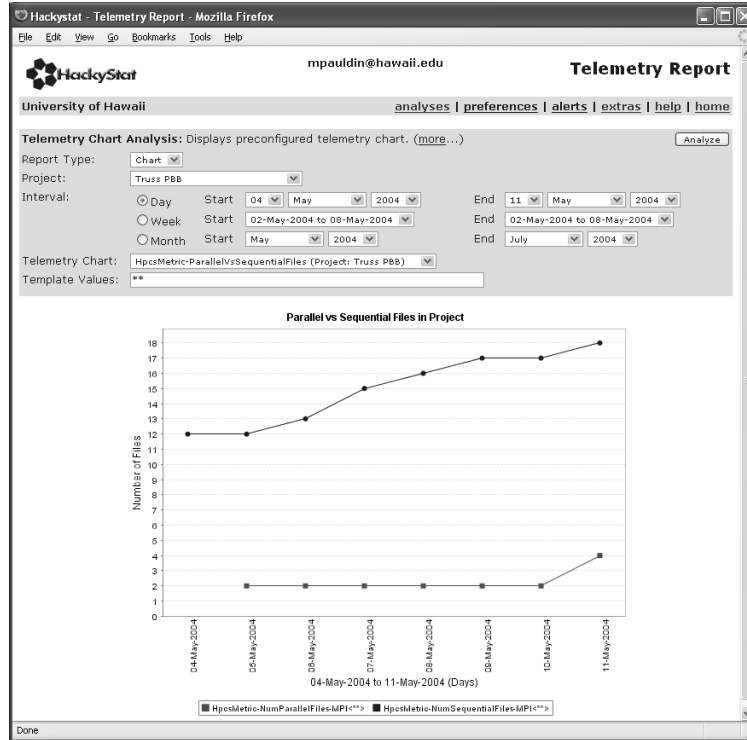 Hackystat - Telemetry Report - Mozilla Firefox
File Edit View Go Bookmarks Tools Help
HackyStat
mpauldin@hawaii.edu
Telemetry Report
University of Hawaii
analyses | preferences | alerts | extras | help | home
Telemetry Chart Analysis: Displays preconfigured telemetry chart. (more...)
Analyze
Report Type: Chart
Project: Truss PBB
Interval: Day Start 04 May 2004 End 11 May 2004
Week Start 02-May-2004 to 08-May-2004 End 02-May-2004 to 08-May-2004
Month Start May 2004 End July 2004
Telemetry Chart: HpcsMetric-ParallelVsSequentialFiles (Project: Truss PBB)
Template Values: **
Parallel vs Sequential Files in Project
Number of Files
18
17
16
15
14
13
12
11
10
9
8
7
6
5
4
3
2
1
0
04-May-2004
05-May-2004
06-May-2004
07-May-2004
08-May-2004
09-May-2004
10-May-2004
11-May-2004
04-May-2004 to 11-May-2004 (Days)
HpcsMetric-NumParallelFiles-MPI<**> HpcsMetric-NumSequentialFiles-MPI<**>
Done